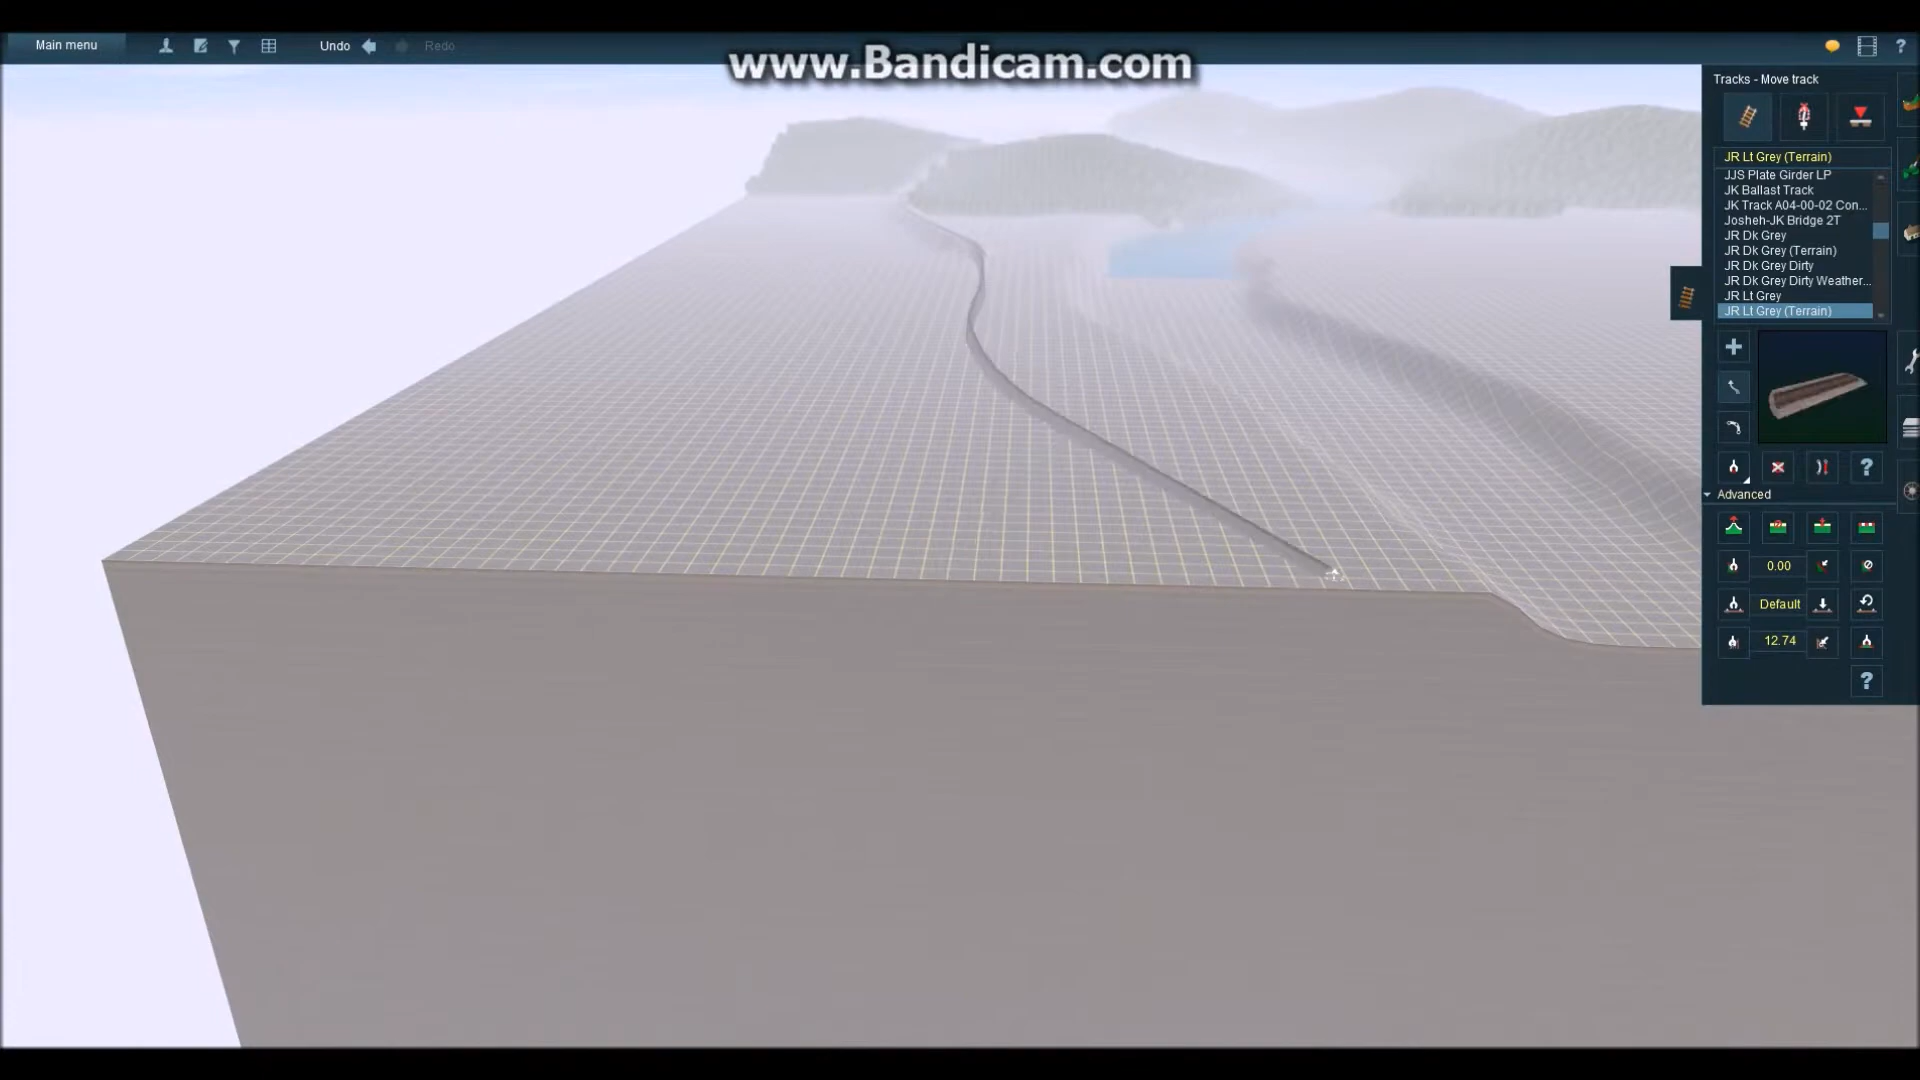 Main menu
Undo
Redo
www.Bandicam.com
?
Tracks - Move track
JR Lt Grey (Terrain)
JJS Plate Girder LP
JK Ballast Track
JK Track A04-00-02 Con...
Josheh-JK Bridge 2T
JR Dk Grey
JR Dk Grey (Terrain)
JR Dk Grey Dirty
JR Dk Grey Dirty Weather...
JR Lt Grey
JR Lt Grey (Terrain)
?
Advanced
0.00
Default
12.74
?